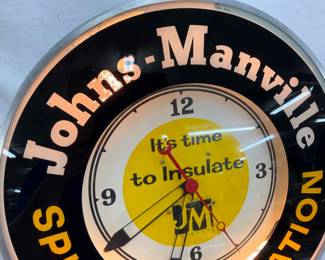 Johns-Manville
12
It's time
to Insulate
9
3
JM
6